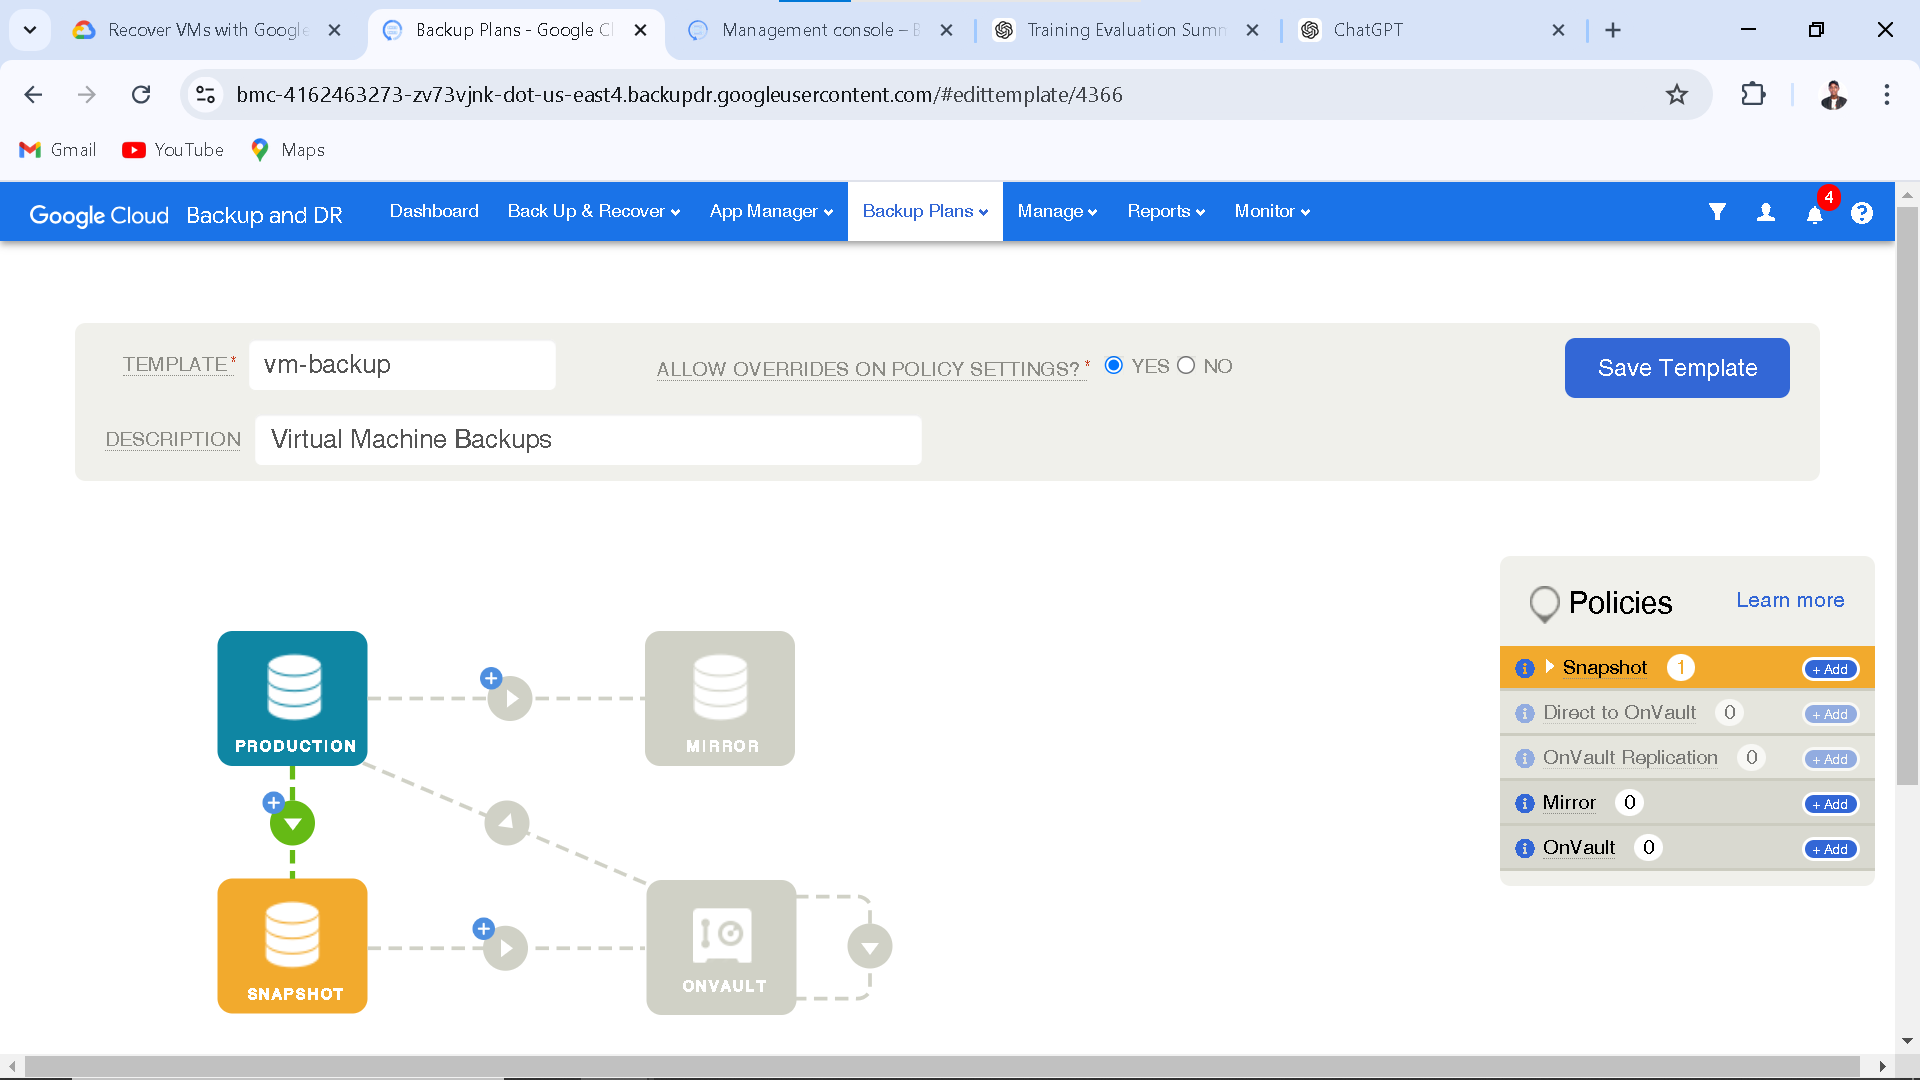 Recover VMs with Google
Backup Plans - Google Cl
Management console – B
Training Evaluation Summ
ChatGPT
bmc-4162463273-zv73vjnk-dot-us-east4.backupdr.googleusercontent.com/#edittemplate/4366
Gmail YouTube Maps
Google Cloud Backup and DR Dashboard Back Up & Recover App Manager Backup Plans Manage Reports Monitor 4
TEMPLATE* vm-backup ALLOW OVERRIDES ON POLICY SETTINGS?* YES NO Save Template
DESCRIPTION Virtual Machine Backups
Policies Learn more
Snapshot 1 + Add
Direct to OnVault 0 + Add
OnVault Replication 0 + Add
Mirror 0 + Add
OnVault 0 + Add
PRODUCTION MIRROR
SNAPSHOT ONVAULT